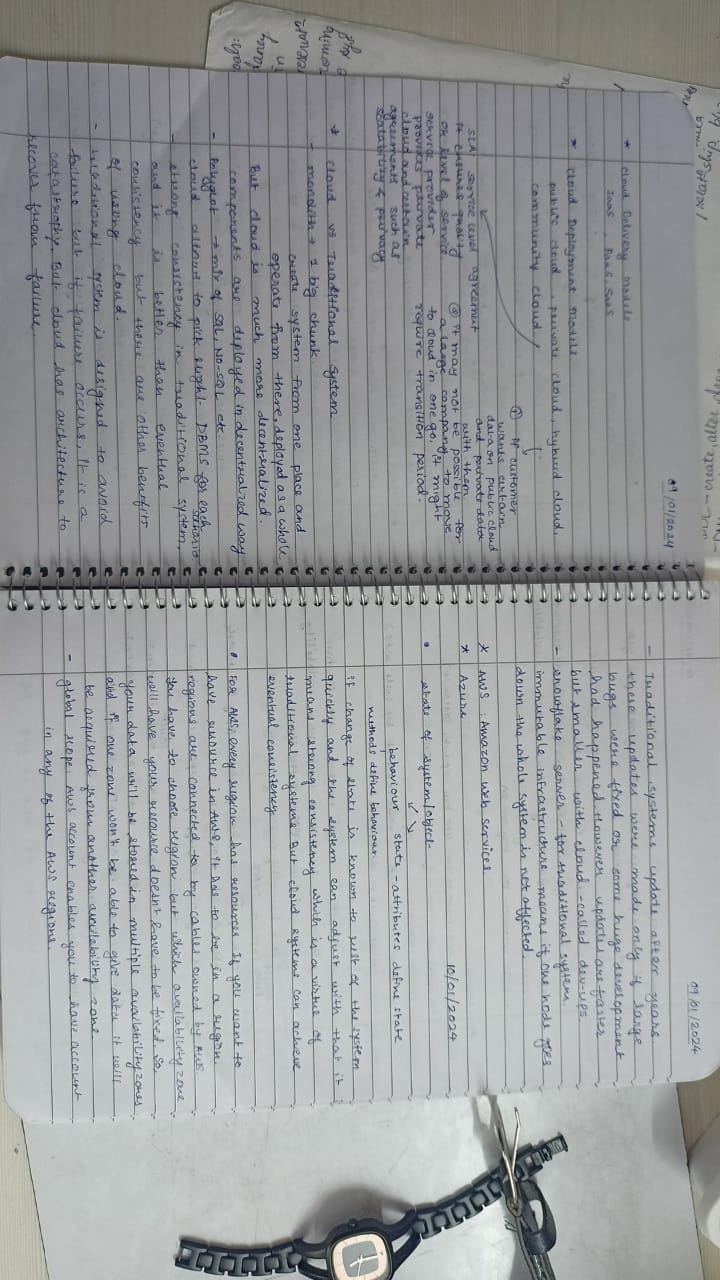 09/01/2024
* Cloud Delivery Models
IaaS, PaaS, SaaS
* Cloud Deployment Models
public cloud, private cloud, hybrid cloud,
community cloud
① if customer
wants certain
data on public cloud
and private data
with them
② It may not be possible for
a large company to move
to cloud in one go, it might
require transition period.
SLA service level agreement
It ensures quality
or level of service
service provider
provides
cloud and
agreements such as
scalability & privacy
* Cloud vs Traditional System
- monolith → 1 big chunk
create system from one place and
operate from there, deployed as a whole
But cloud is much more decentralized.
components are deployed in decentralized way
- Polyglot → mix of SQL, No-SQL etc.
cloud allows to pick right DBMS for each
scenario
- strong consistency in traditional system,
and it is better than eventual
consistency but there are other benefits
of using cloud.
- traditional system is designed to avoid
failure but if failure occurs, It is a
catastrophy. But cloud has architecture to
recover from failure.
09/01/2024
- Traditional systems update after years
these updates were made only if large
bugs were fixed or some huge development
had happened. However updates are faster
but smaller with cloud - called dev-ups.
- snowflake server - for traditional system.
immutable infrastructure means if one node goes
down the whole system is not affected.
10/01/2024
* AWS - Amazon web services
* Azure
• state of system/object
behaviour state - attributes define state
methods define behaviour
if change of state is known to rest of the system
quickly and the system can adjust with that it
means strong consistency which is a virtue of
traditional systems. But cloud systems can achieve
eventual consistency
• For AWS, every region has resources. If you want to
have resource in AWS, it has to be in a region.
regions are connected to by cables owned by AWS
You have to choose region but which availability zone
will have your resource doesn't have to be fixed. So
your data will be stored in multiple availability zones
and if one zone won't be able to give data it will
be acquired from another availability zone
- global scope. AWS account enables you to have account
in any of the AWS regions.